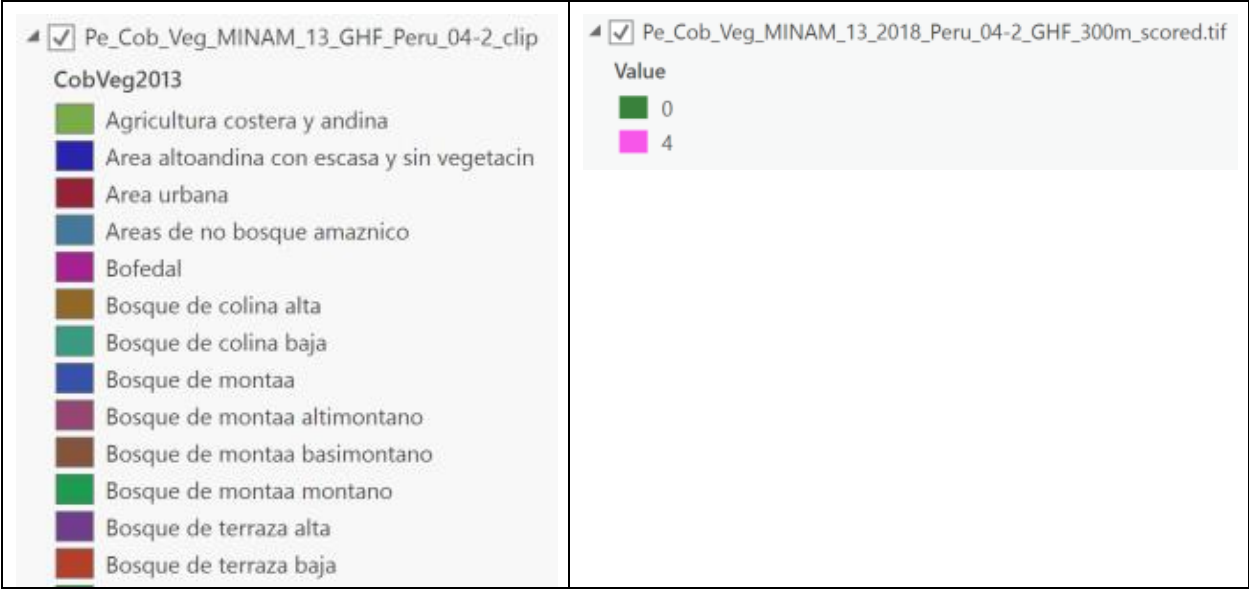 Pe_Cob_Veg_MINAM_13_GHF_Peru_04-2_clip
CobVeg2013
Agricultura costera y andina
Area altoandina con escasa y sin vegetacin
Area urbana
Areas de no bosque amaznico
Bofedal
Bosque de colina alta
Bosque de colina baja
Bosque de montaa
Bosque de montaa altimontano
Bosque de montaa basimontano
Bosque de montaa montano
Bosque de terraza alta
Bosque de terraza baja
Pe_Cob_Veg_MINAM_13_2018_Peru_04-2_GHF_300m_scored.tif
Value
0
4